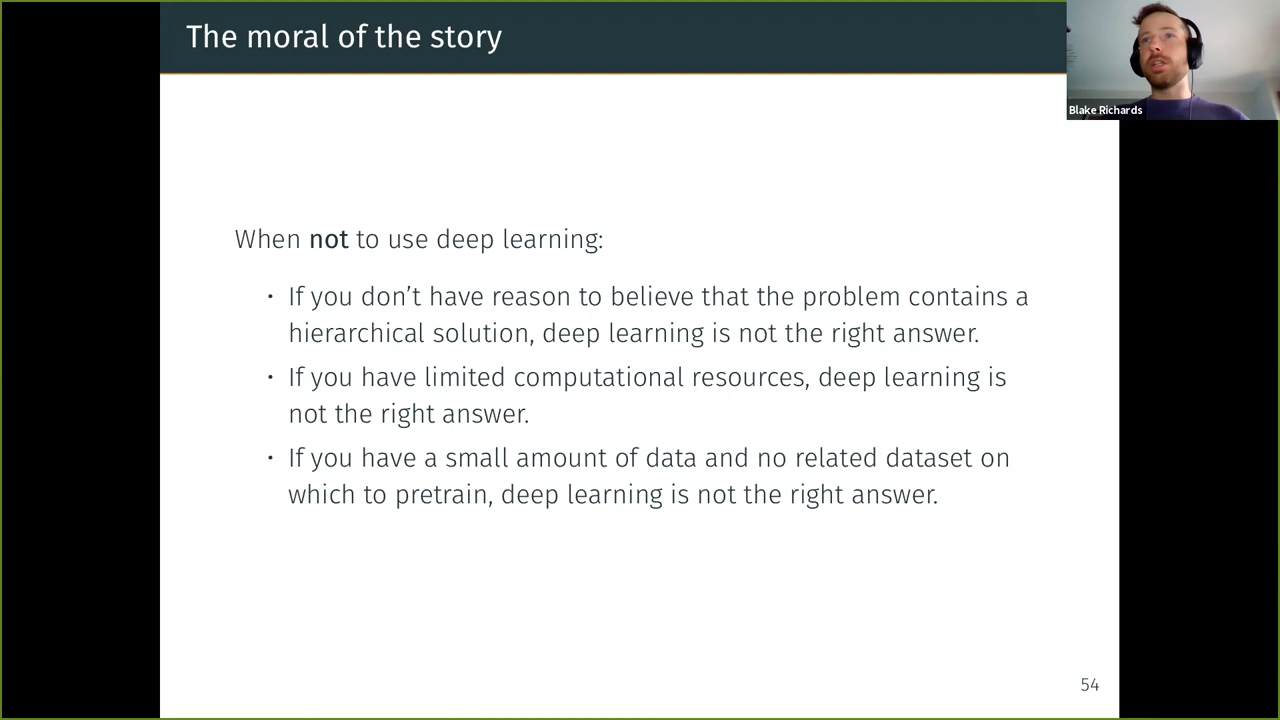 The moral of the story
Blake Richards
When not to use deep learning:
• If you don’t have reason to believe that the problem contains a
hierarchical solution, deep learning is not the right answer.
• If you have limited computational resources, deep learning is
not the right answer.
• If you have a small amount of data and no related dataset on
which to pretrain, deep learning is not the right answer.
54